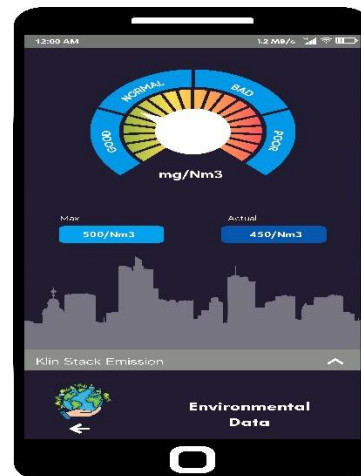 12:00 AM 1.2 MB/s
GOOD
NORMAL
BAD
POOR
mg/Nm3
Max Actual
500/Nm3 450/Nm3
Klin Stack Emission
Environmental
Data